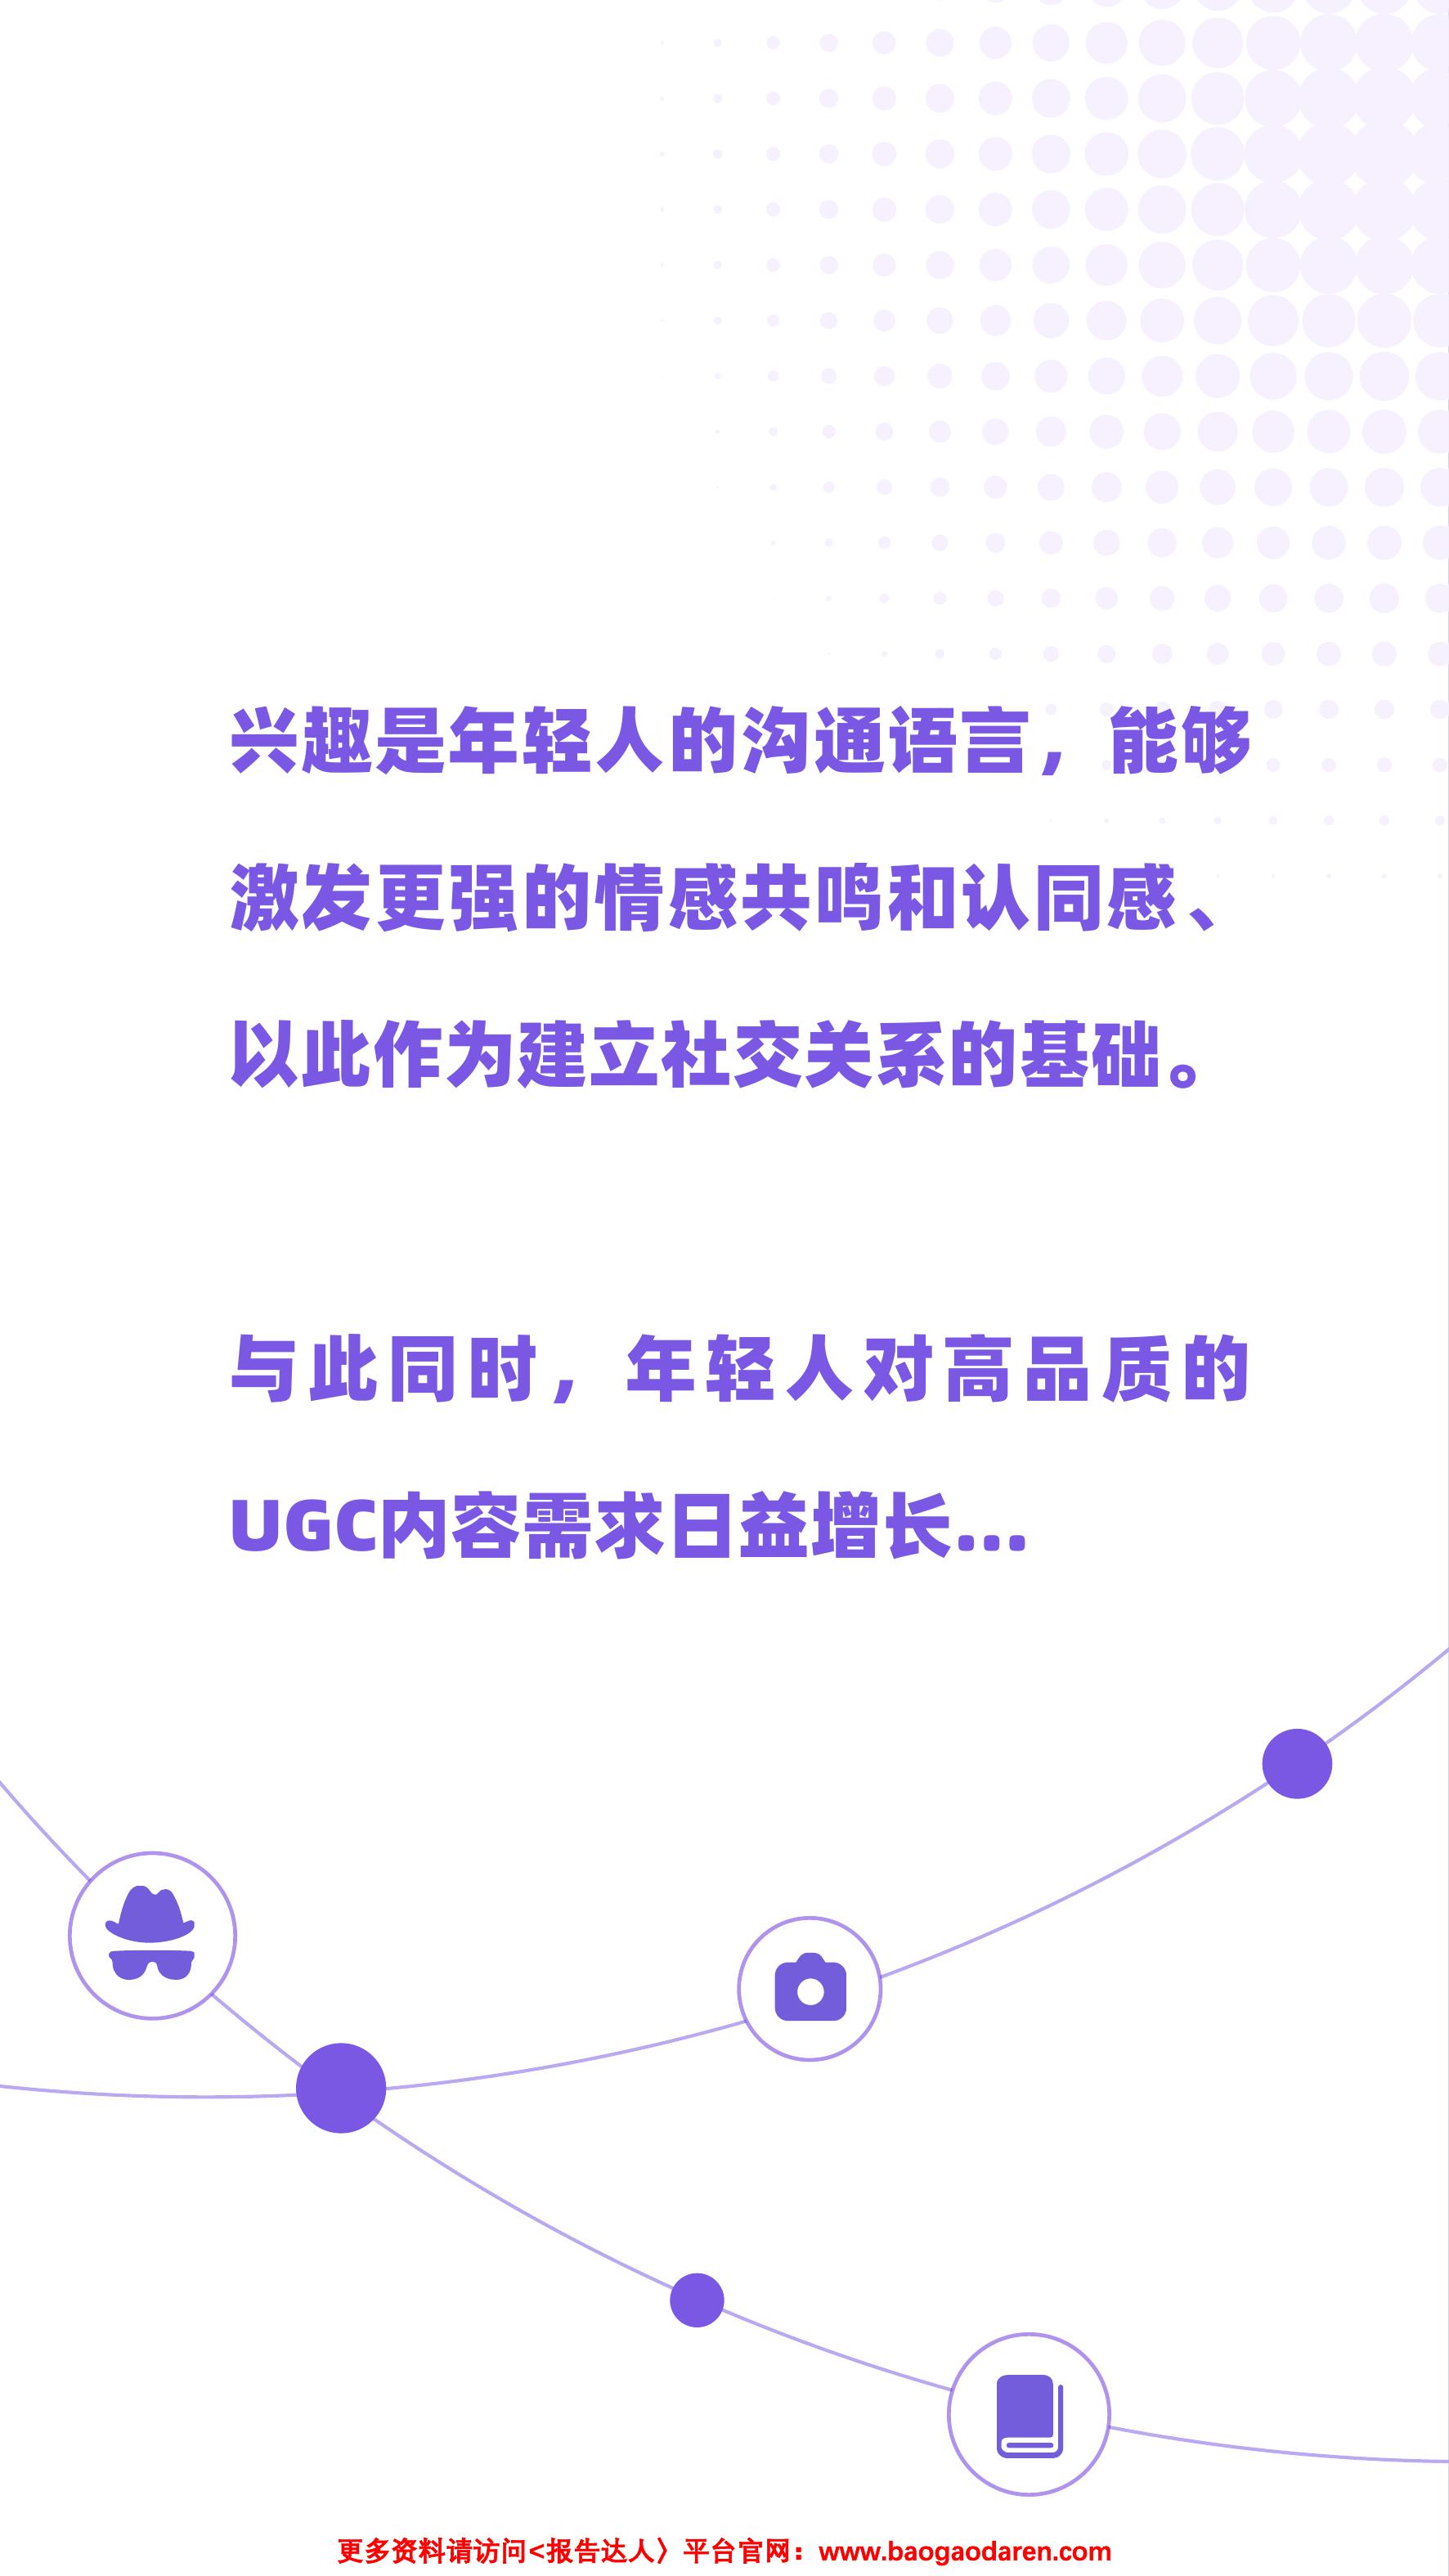 兴趣是年轻人的沟通语言，能够
激发更强的情感共鸣和认同感、
以此作为建立社交关系的基础。
与此同时，年轻人对高品质的
UGC内容需求日益增长...
更多资料请访问<报告达人〉平台官网：www.baogaodaren.com